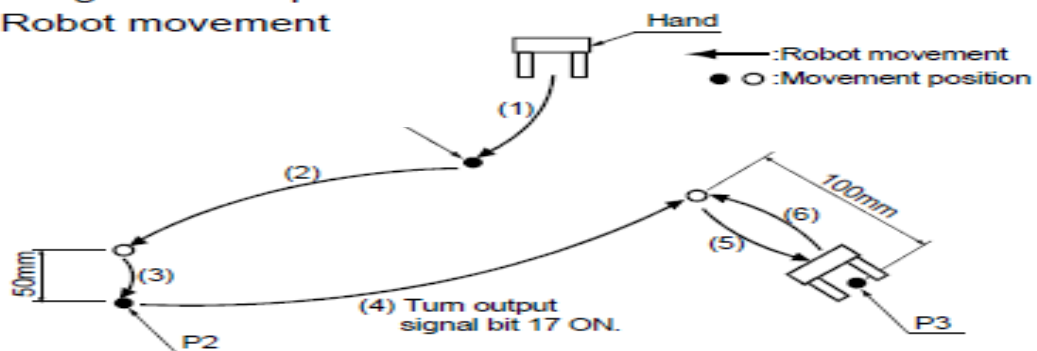 Robot movement
Hand
:Robot movement
:Movement position
(1)
(2)
100mm
(6)
(5)
50mm
(3)
(4) Turn output
signal bit 17 ON.
P2
P3